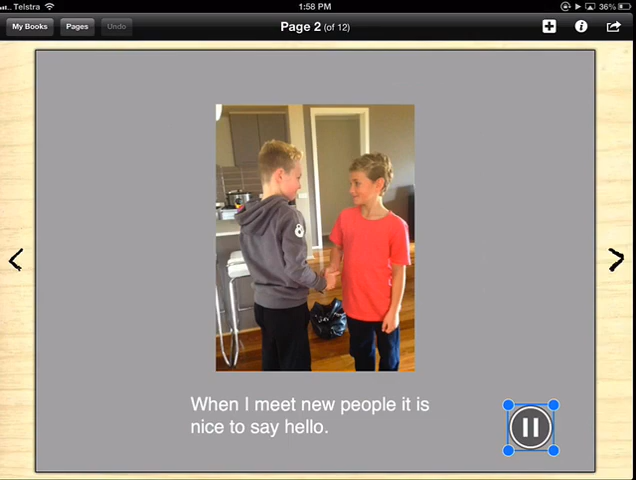 Telstra 1:58 PM 36%
My Books Pages Undo Page 2 (of 12)
When I meet new people it is
nice to say hello.